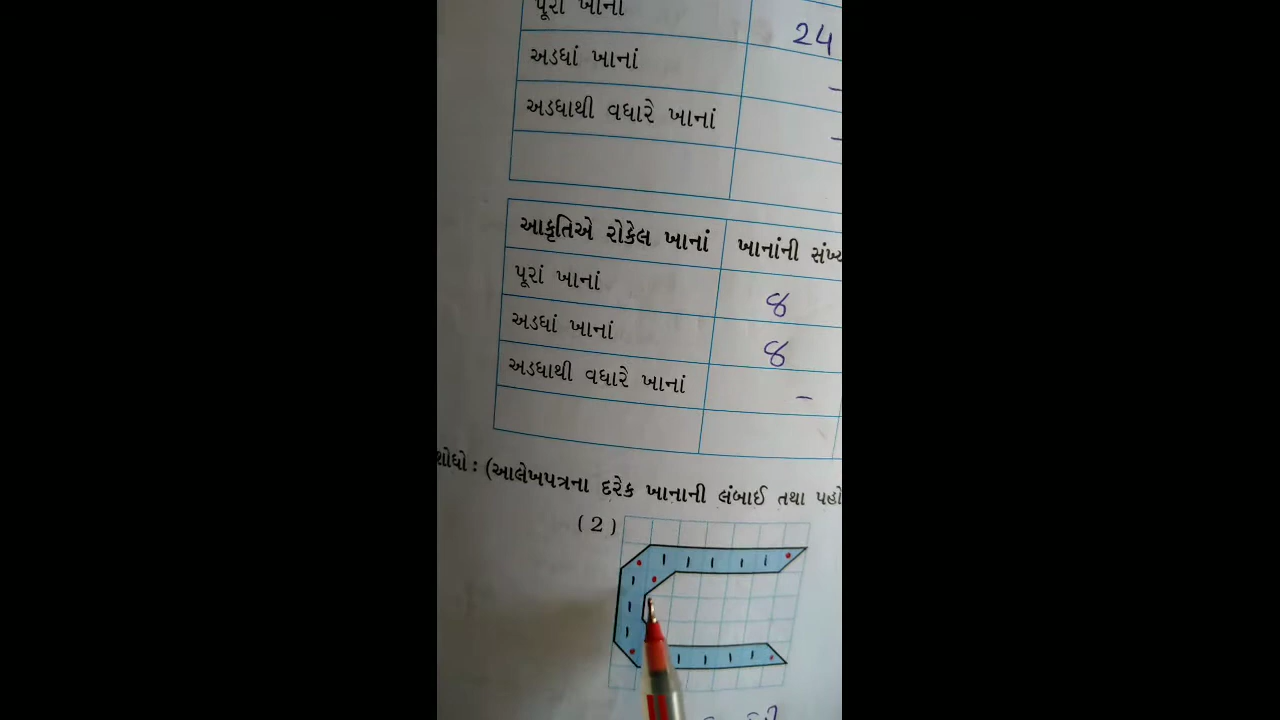 પૂરાં ખાનાં 24
અડધાં ખાનાં -
અડધાથી વધારે ખાનાં -
આકૃતિએ રોકેલ ખાનાં ખાનાંની
પૂરાં ખાનાં 8
અડધાં ખાનાં 8
અડધાથી વધારે ખાનાં -
શોધો : (આલેખપત્રના દરેક ખાનાની લંબાઈ તથા
(2)